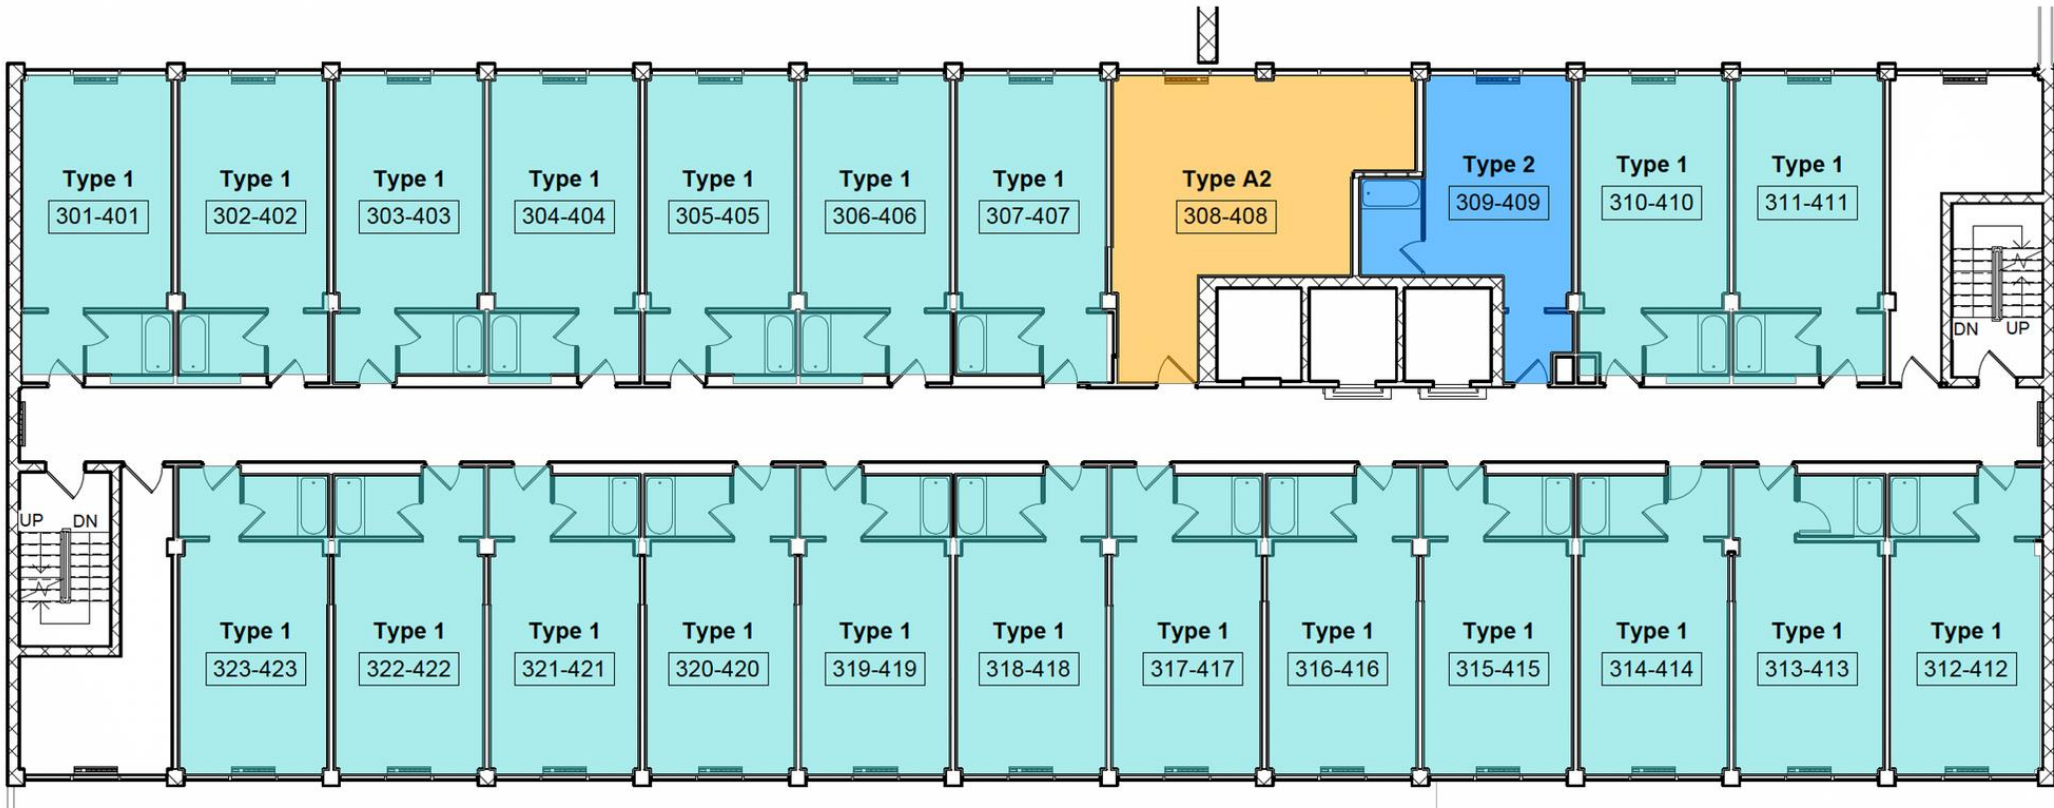 Type 1
301-401
Type 1
302-402
Type 1
303-403
Type 1
304-404
Type 1
305-405
Type 1
306-406
Type 1
307-407
Type A2
308-408
Type 2
309-409
Type 1
310-410
Type 1
311-411
DN UP
UP DN
Type 1
323-423
Type 1
322-422
Type 1
321-421
Type 1
320-420
Type 1
319-419
Type 1
318-418
Type 1
317-417
Type 1
316-416
Type 1
315-415
Type 1
314-414
Type 1
313-413
Type 1
312-412